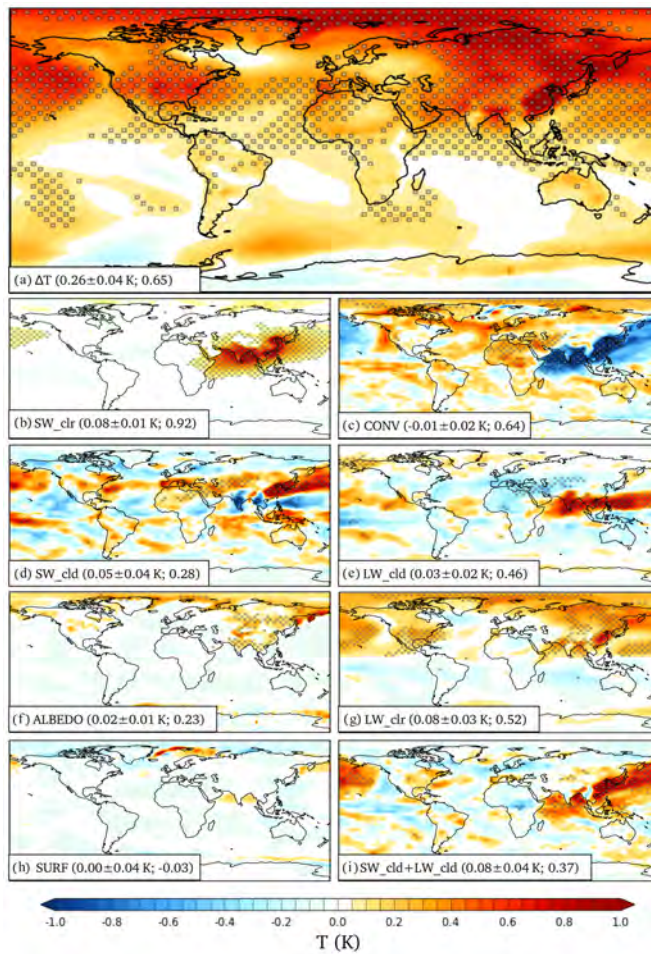 (a) ΔT (0.26±0.04 K; 0.65)
(b) SW_clr (0.08±0.01 K; 0.92)
(c) CONV (-0.01±0.02 K; 0.64)
(d) SW_cld (0.05±0.04 K; 0.28)
(e) LW_cld (0.03±0.02 K; 0.46)
(f) ALBEDO (0.02±0.01 K; 0.23)
(g) LW_clr (0.08±0.03 K; 0.52)
(h) SURF (0.00±0.04 K; -0.03)
(i) SW_cld+LW_cld (0.08±0.04 K; 0.37)
-1.0 -0.8 -0.6 -0.4 -0.2 0.0 0.2 0.4 0.6 0.8 1.0
T (K)